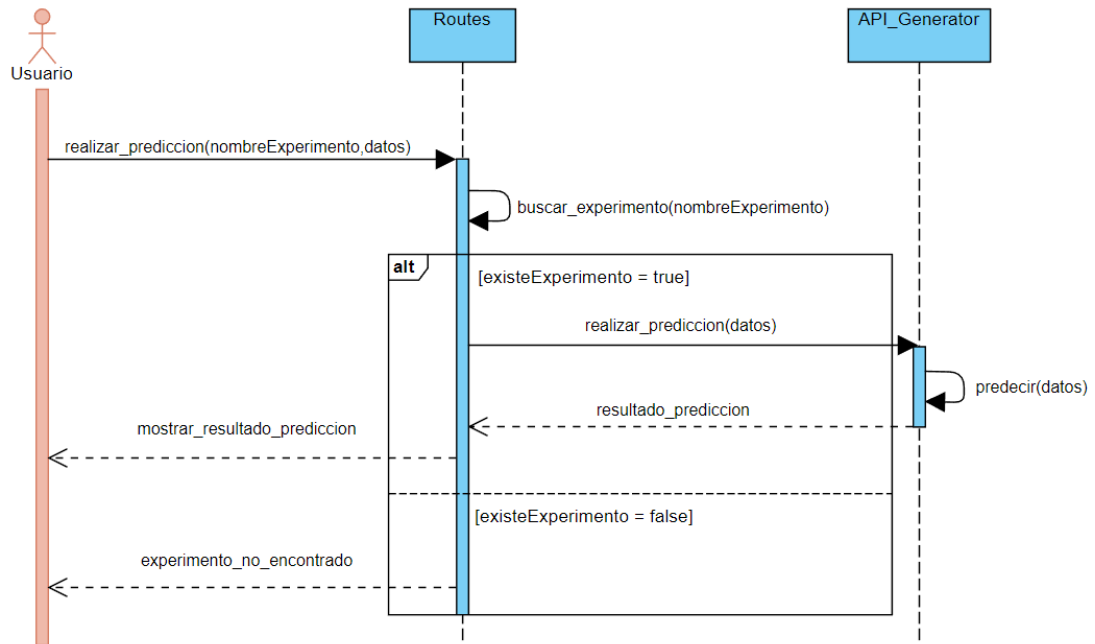 Usuario
Routes
API_Generator
realizar_prediccion(nombreExperimento,datos)
buscar_experimento(nombreExperimento)
alt
[existeExperimento = true]
realizar_prediccion(datos)
predecir(datos)
resultado_prediccion
mostrar_resultado_prediccion
[existeExperimento = false]
experimento_no_encontrado